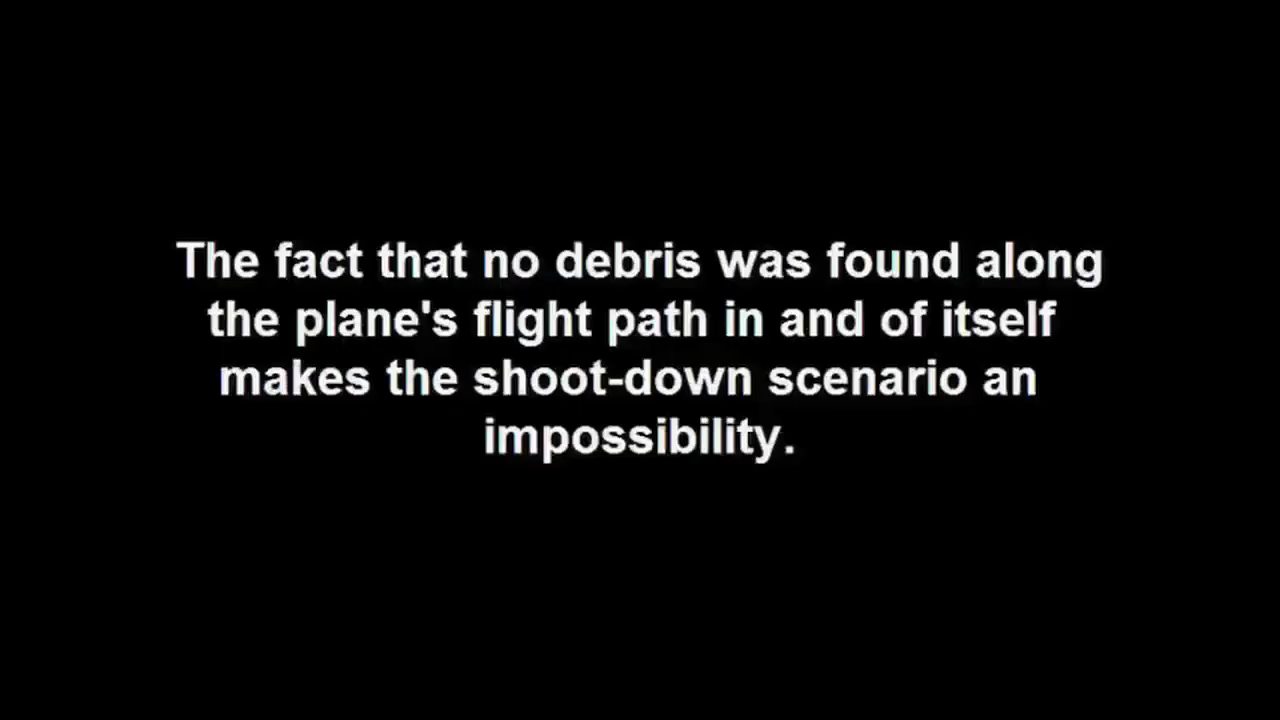 The fact that no debris was found along
the plane's flight path in and of itself
makes the shoot-down scenario an
impossibility.